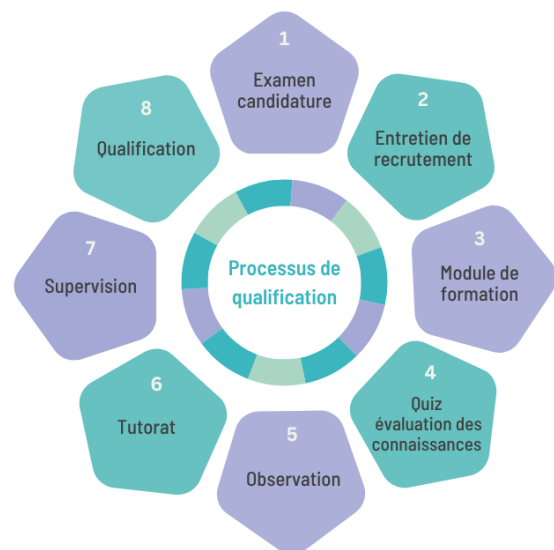 1
Examen
candidature
2
Entretien de
recrutement
3
Module de
formation
4
Quiz
évaluation des
connaissances
5
Observation
6
Tutorat
7
Supervision
8
Qualification
Processus de
qualification